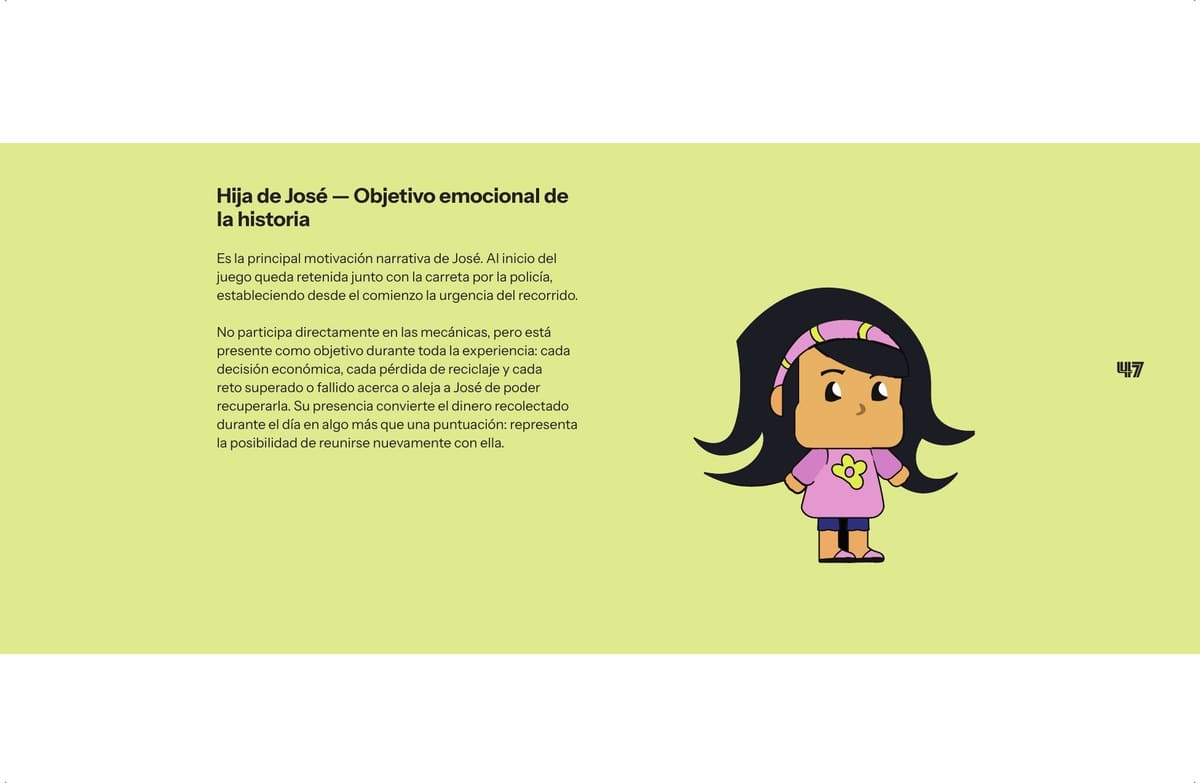 Hija de José — Objetivo emocional de
la historia
Es la principal motivación narrativa de José. Al inicio del
juego queda retenida junto con la carreta por la policía,
estableciendo desde el comienzo la urgencia del recorrido.
No participa directamente en las mecánicas, pero está
presente como objetivo durante toda la experiencia: cada
decisión económica, cada pérdida de reciclaje y cada
reto superado o fallido acerca o aleja a José de poder
recuperarla. Su presencia convierte el dinero recolectado
durante el día en algo más que una puntuación: representa
la posibilidad de reunirse nuevamente con ella.
47